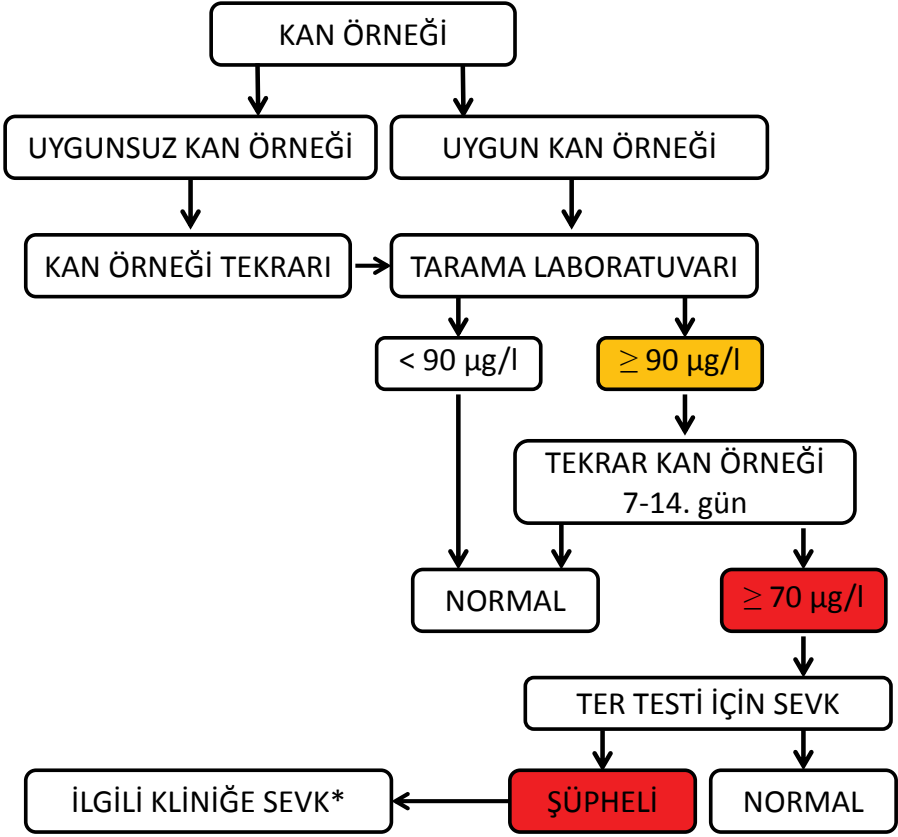 KAN ÖRNEĞİ
UYGUNSUZ KAN ÖRNEĞİ
UYGUN KAN ÖRNEĞİ
KAN ÖRNEĞİ TEKRARI
TARAMA LABORATUVARI
< 90 µg/l
≥ 90 µg/l
TEKRAR KAN ÖRNEĞİ
7-14. gün
NORMAL
≥ 70 µg/l
TER TESTİ İÇİN SEVK
İLGİLİ KLİNİĞE SEVK*
ŞÜPHELİ
NORMAL